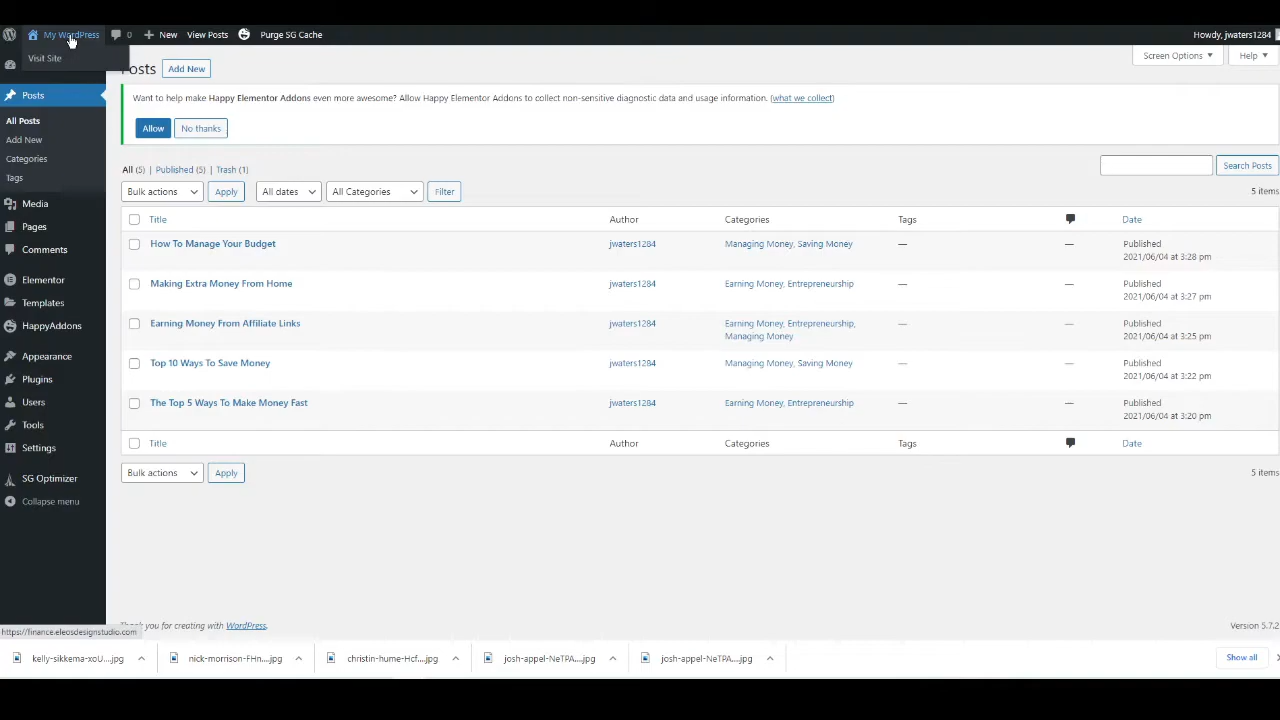 My WordPress 0 New View Posts Purge SG Cache Howdy, jwaters1284
Visit Site
Posts Add New Screen Options Help
Posts
Want to help make Happy Elementor Addons even more awesome? Allow Happy Elementor Addons to collect non-sensitive diagnostic data and usage information. (what we collect)
All Posts
Allow No thanks
Add New
Categories
Tags
All (5) | Published (5) | Trash (1) Search Posts
Bulk actions Apply All dates All Categories Filter 5 items
Media
Pages
Comments
Elementor
Templates
HappyAddons
Appearance
Plugins
Users
Tools
Settings
SG Optimizer
Collapse menu
Title Author Categories Tags Date
How To Manage Your Budget jwaters1284 Managing Money, Saving Money — — Published
2021/06/04 at 3:28 pm
Making Extra Money From Home jwaters1284 Earning Money, Entrepreneurship — — Published
2021/06/04 at 3:27 pm
Earning Money From Affiliate Links jwaters1284 Earning Money, Entrepreneurship, — — Published
Managing Money 2021/06/04 at 3:25 pm
Top 10 Ways To Save Money jwaters1284 Managing Money, Saving Money — — Published
2021/06/04 at 3:22 pm
The Top 5 Ways To Make Money Fast jwaters1284 Earning Money, Entrepreneurship — — Published
2021/06/04 at 3:20 pm
Title Author Categories Tags Date
Bulk actions Apply 5 items
Thank you for creating with WordPress. Version 5.7.2
https://finance.eleosdesignstudio.com
kelly-sikkema-xoU....jpg nick-morrison-FHn....jpg christin-hume-Hcf....jpg josh-appel-NeTPA....jpg josh-appel-NeTPA....jpg Show all